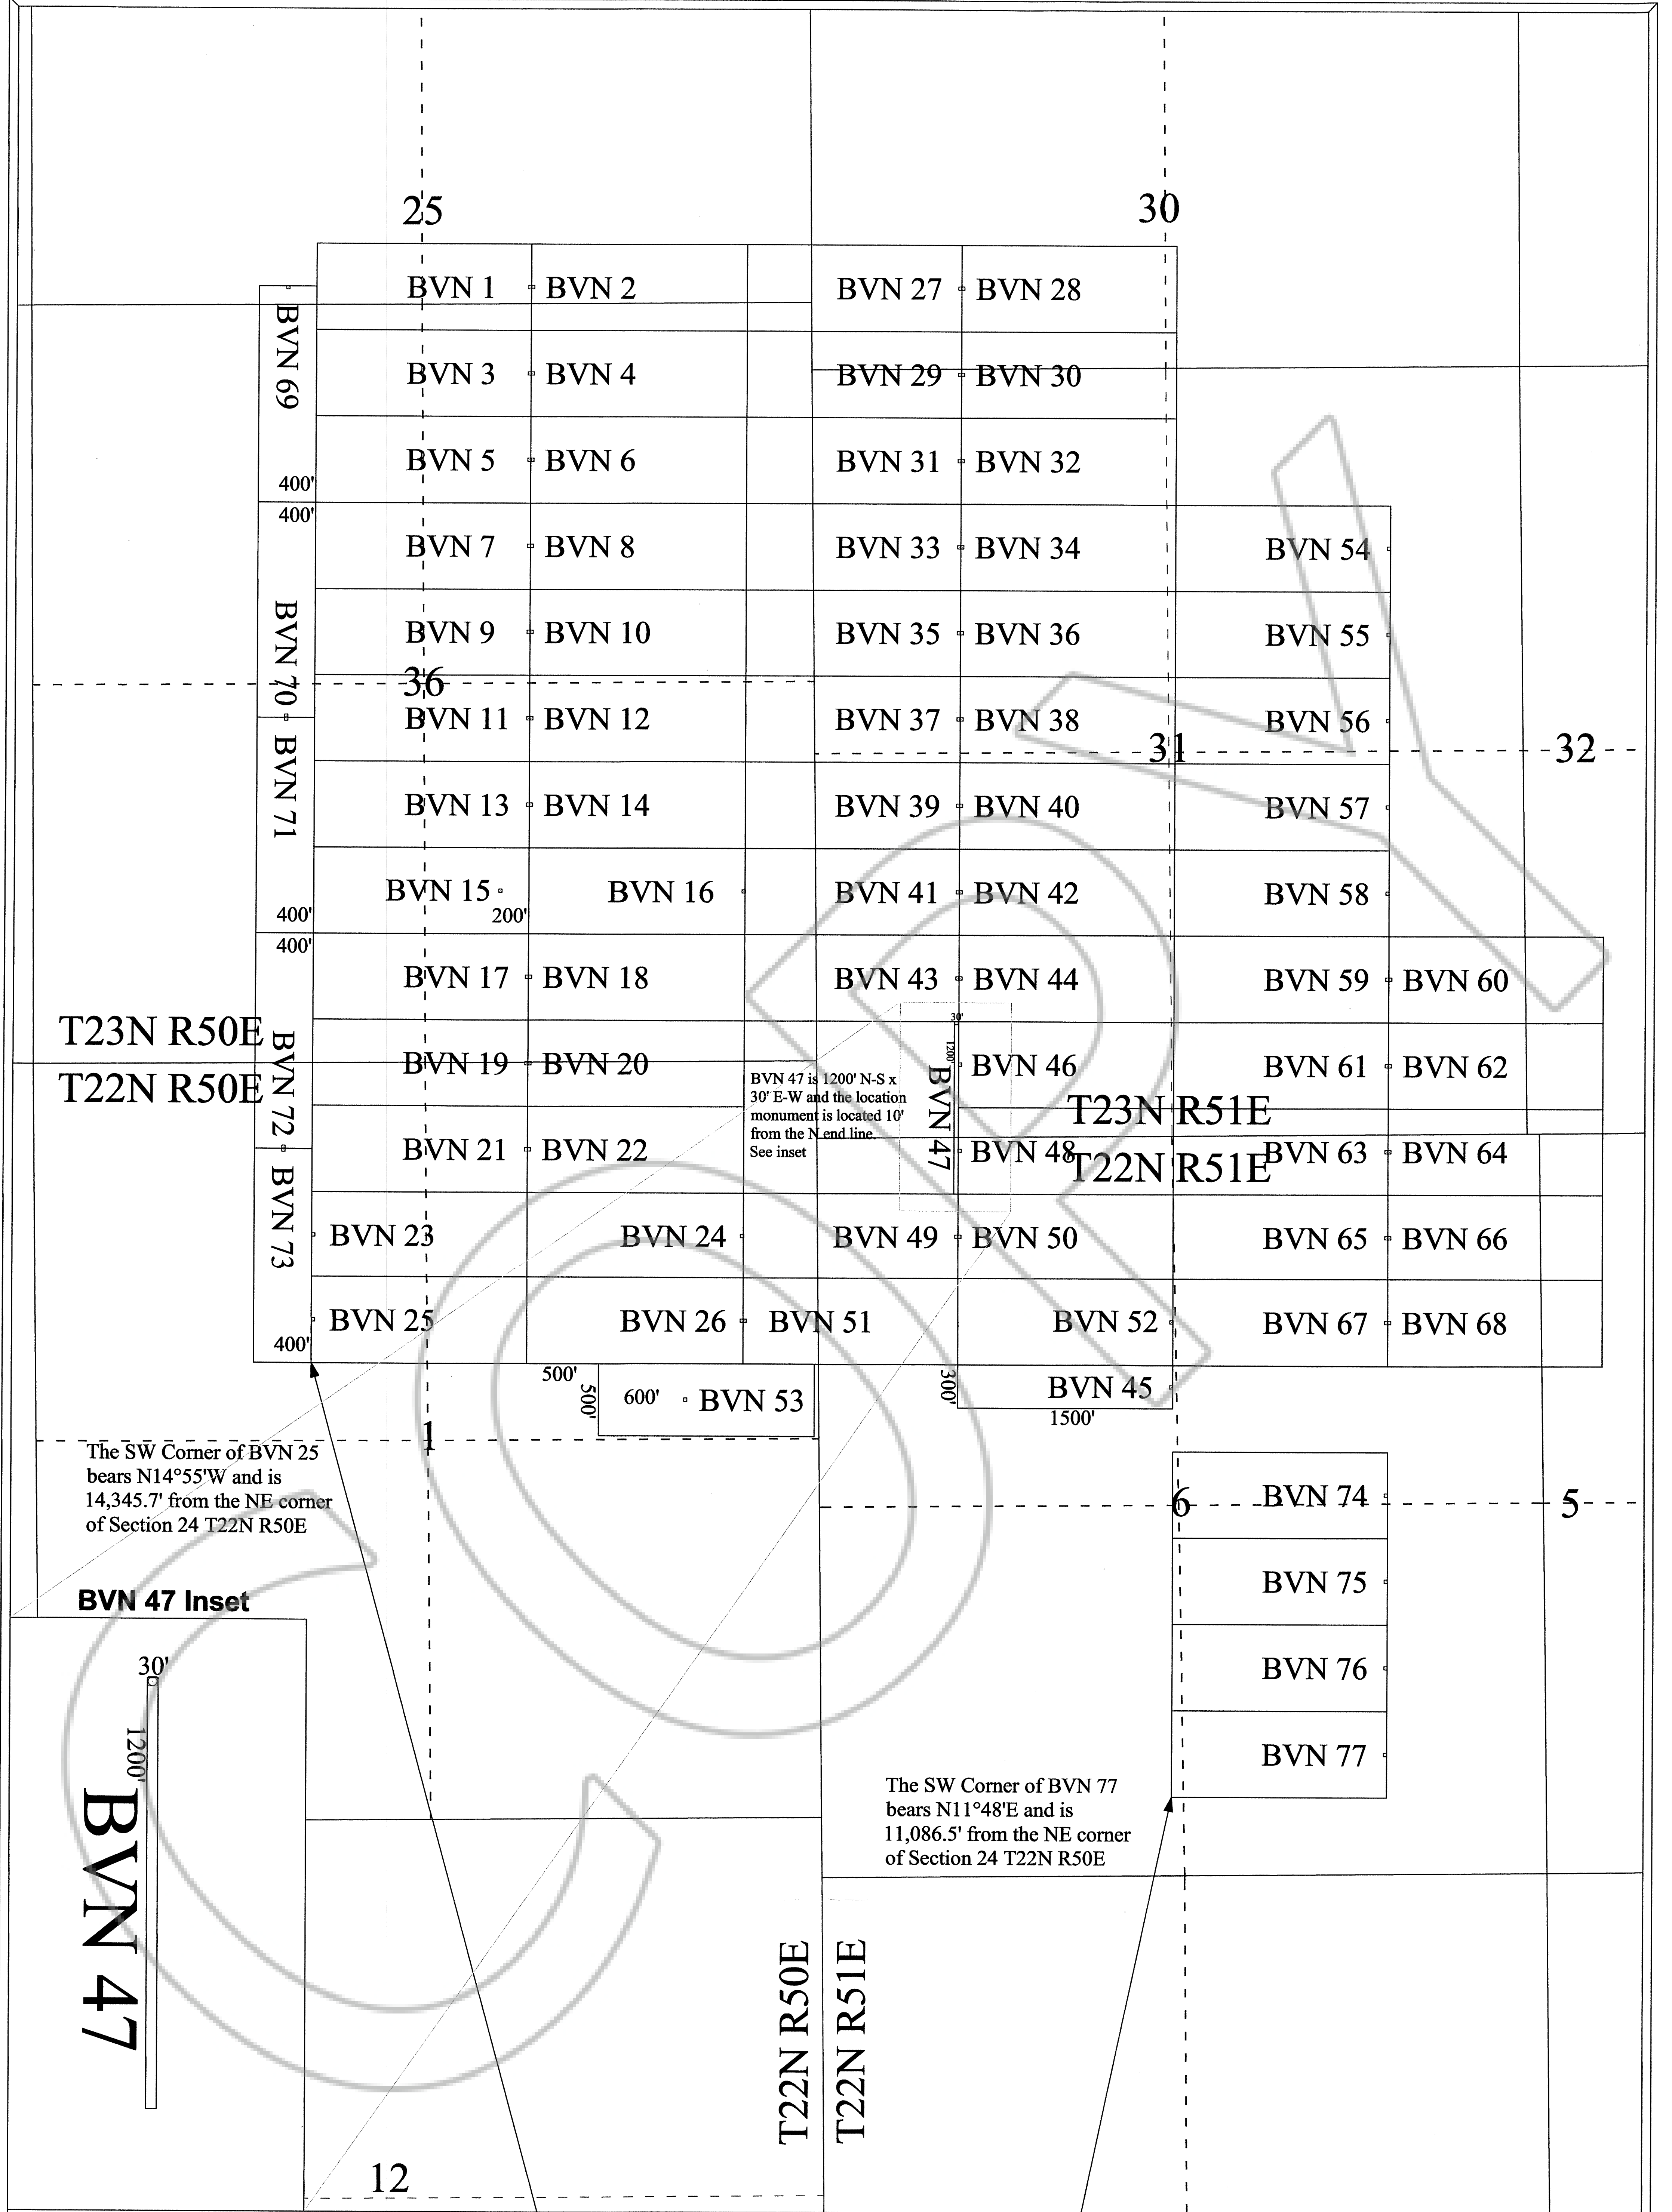 25
30
BVN 1
BVN 2
BVN 27
BVN 28
BVN 69
BVN 3
BVN 4
BVN 29
BVN 30
BVN 5
BVN 6
BVN 31
BVN 32
400'
400'
BVN 7
BVN 8
BVN 33
BVN 34
BVN 54
BVN 9
BVN 10
BVN 35
BVN 36
BVN 55
BVN 70
36
BVN 11
BVN 12
BVN 37
BVN 38
BVN 56
31
32
BVN 71
BVN 13
BVN 14
BVN 39
BVN 40
BVN 57
BVN 15
BVN 16
BVN 41
BVN 42
BVN 58
400'
200'
400'
BVN 17
BVN 18
BVN 43
BVN 44
BVN 59
BVN 60
30'
1200'
T23N R50E
T22N R50E
BVN 72
BVN 19
BVN 20
BVN 46
BVN 61
BVN 62
BVN 47 is 1200' N-S x
30' E-W and the location
monument is located 10'
from the N end line.
See inset
BVN 47
T23N R51E
T22N R51E
BVN 21
BVN 22
BVN 48
BVN 63
BVN 64
BVN 73
BVN 23
BVN 24
BVN 49
BVN 50
BVN 65
BVN 66
BVN 25
BVN 26
BVN 51
BVN 52
BVN 67
BVN 68
400'
500'
500'
600'
BVN 53
300'
BVN 45
1500'
1
The SW Corner of BVN 25
bears N14°55'W and is
14,345.7' from the NE corner
of Section 24 T22N R50E
6
BVN 74
5
BVN 75
BVN 76
BVN 77
BVN 47 Inset
30'
1200'
BVN 47
The SW Corner of BVN 77
bears N11°48'E and is
11,086.5' from the NE corner
of Section 24 T22N R50E
T22N R50E
T22N R51E
12
COPY